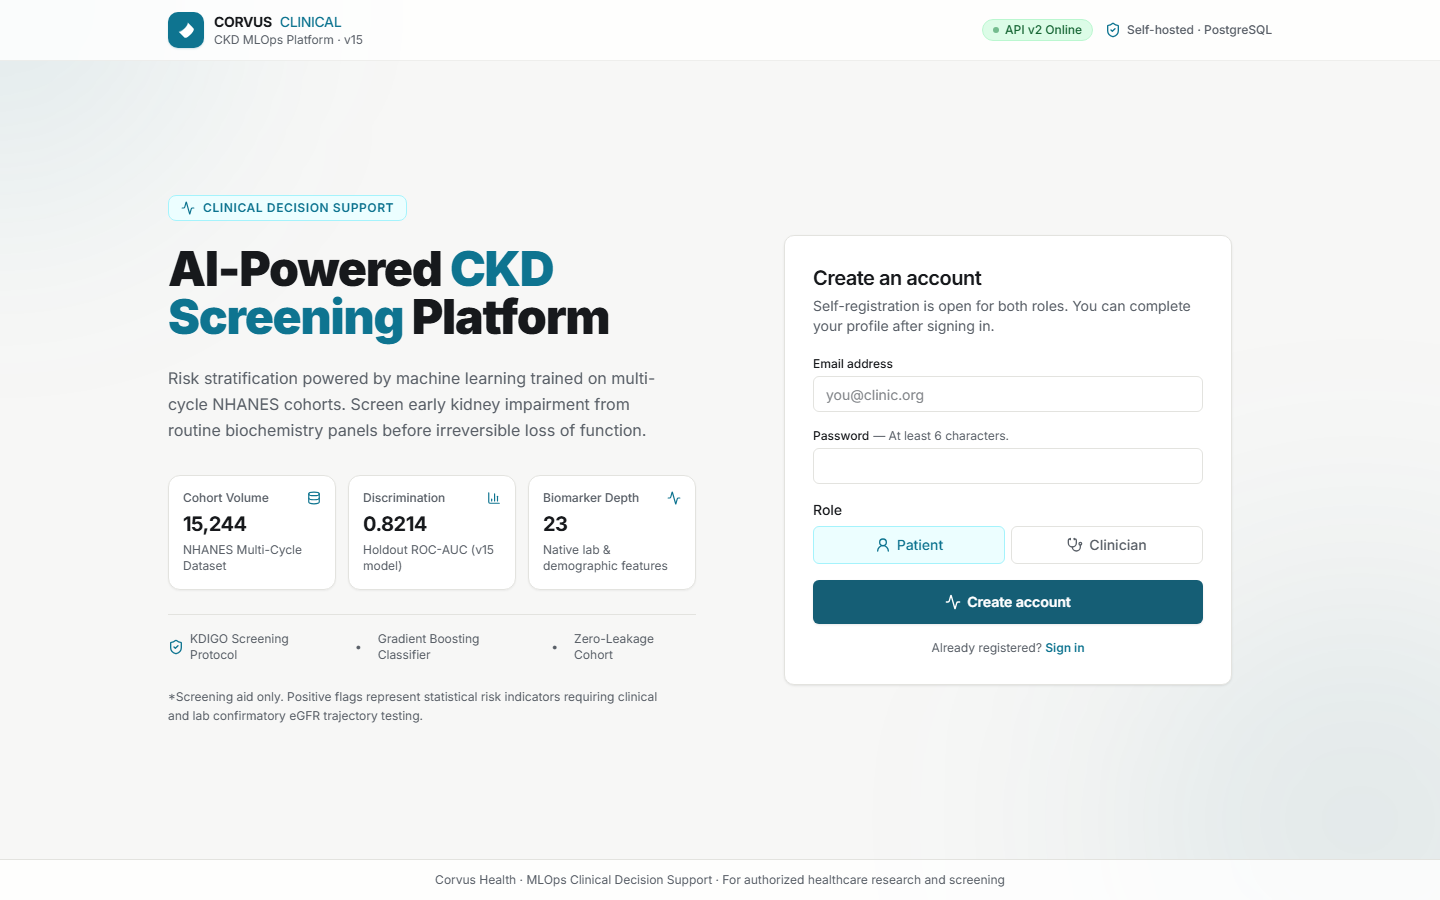 CORVUS CLINICAL
CKD MLOps Platform · v15
API v2 Online
Self-hosted · PostgreSQL
CLINICAL DECISION SUPPORT
AI-Powered CKD
Screening Platform
Risk stratification powered by machine learning trained on multi-
cycle NHANES cohorts. Screen early kidney impairment from
routine biochemistry panels before irreversible loss of function.
Cohort Volume
15,244
NHANES Multi-Cycle
Dataset
Discrimination
0.8214
Holdout ROC-AUC (v15
model)
Biomarker Depth
23
Native lab &
demographic features
KDIGO Screening
Protocol
•
Gradient Boosting
Classifier
•
Zero-Leakage
Cohort
*Screening aid only. Positive flags represent statistical risk indicators requiring clinical
and lab confirmatory eGFR trajectory testing.
Create an account
Self-registration is open for both roles. You can complete
your profile after signing in.
Email address
you@clinic.org
Password — At least 6 characters.
Role
Patient
Clinician
Create account
Already registered? Sign in
Corvus Health · MLOps Clinical Decision Support · For authorized healthcare research and screening